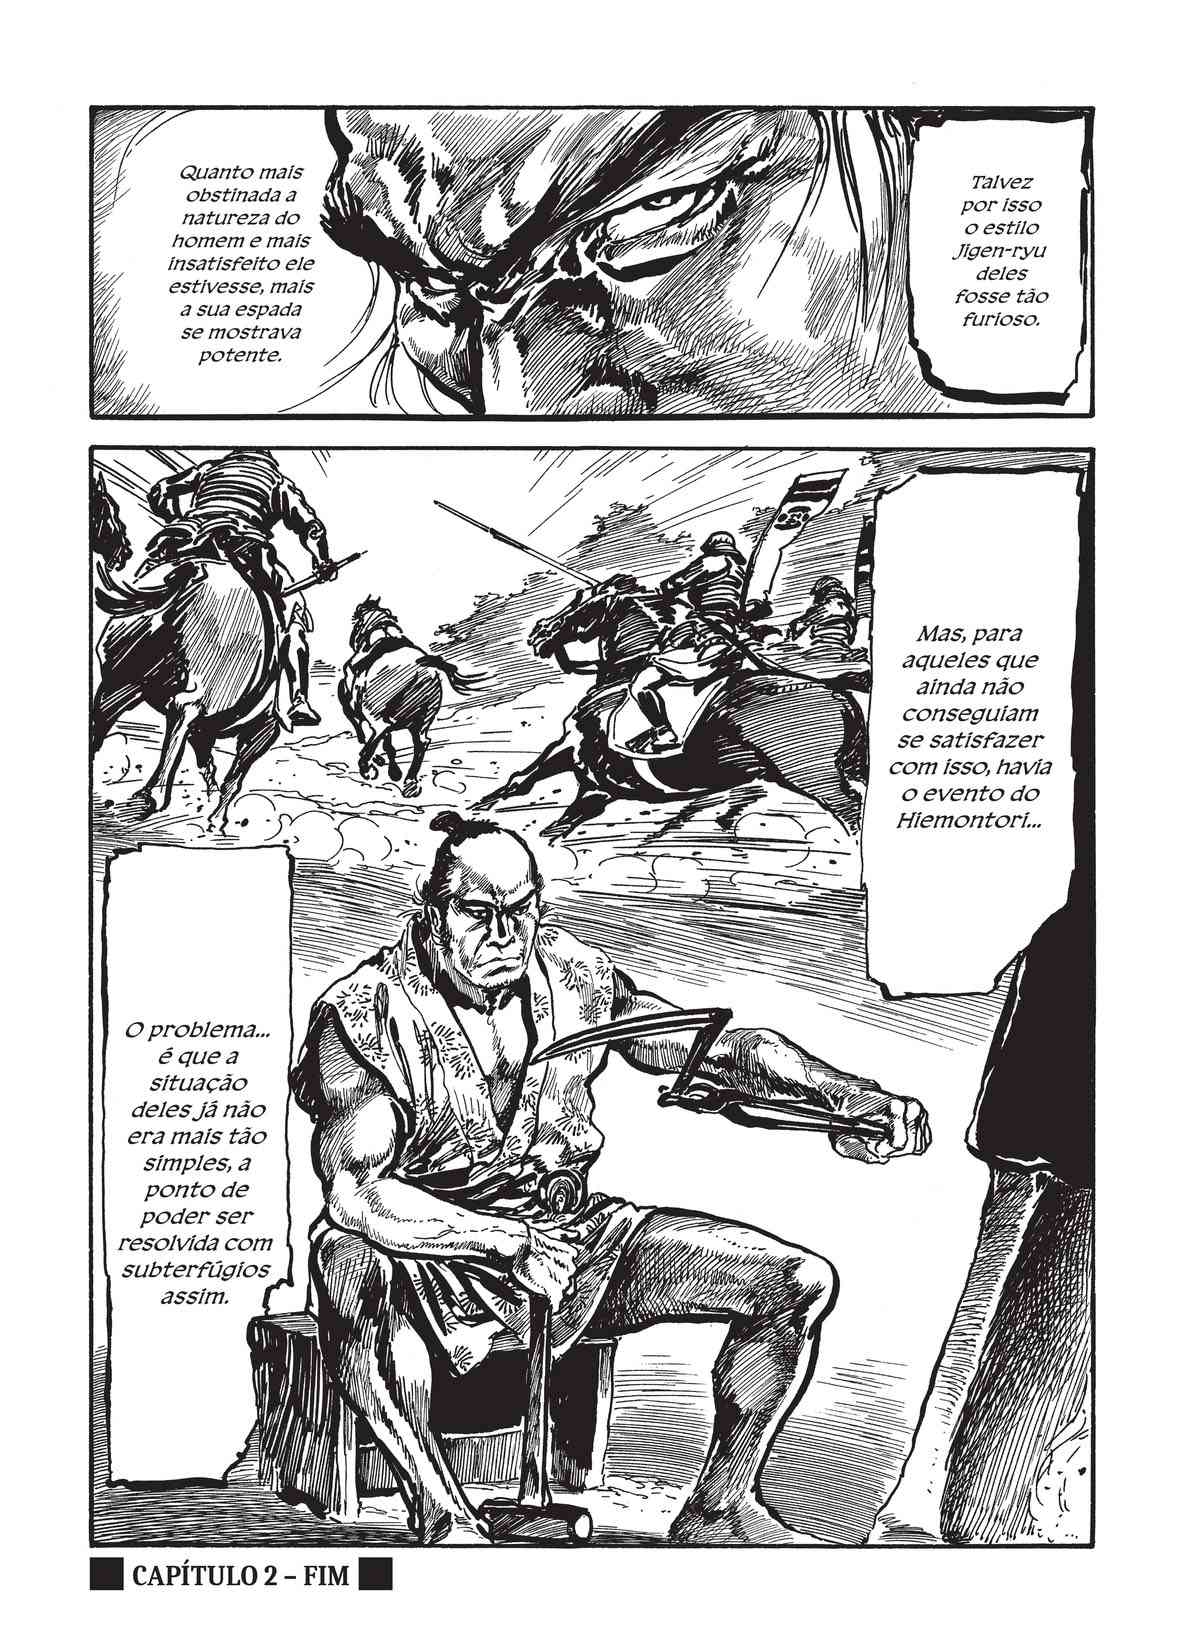 Talvez
por isso
o estilo
Jigen-ryu
deles
fosse tão
furioso.
Quanto mais
obstinada a
natureza do
homem e mais
insatisfeito ele
estivesse, mais
a sua espada
se mostrava
potente.
Mas, para
aqueles que
ainda não
conseguiam
se satisfazer
com isso, havia
o evento do
Hiemontori...
O problema...
é que a
situação
deles já não
era mais tão
simples, a
ponto de
poder ser
resolvida com
subterfúgios
assim.
CAPÍTULO 2 – FIM